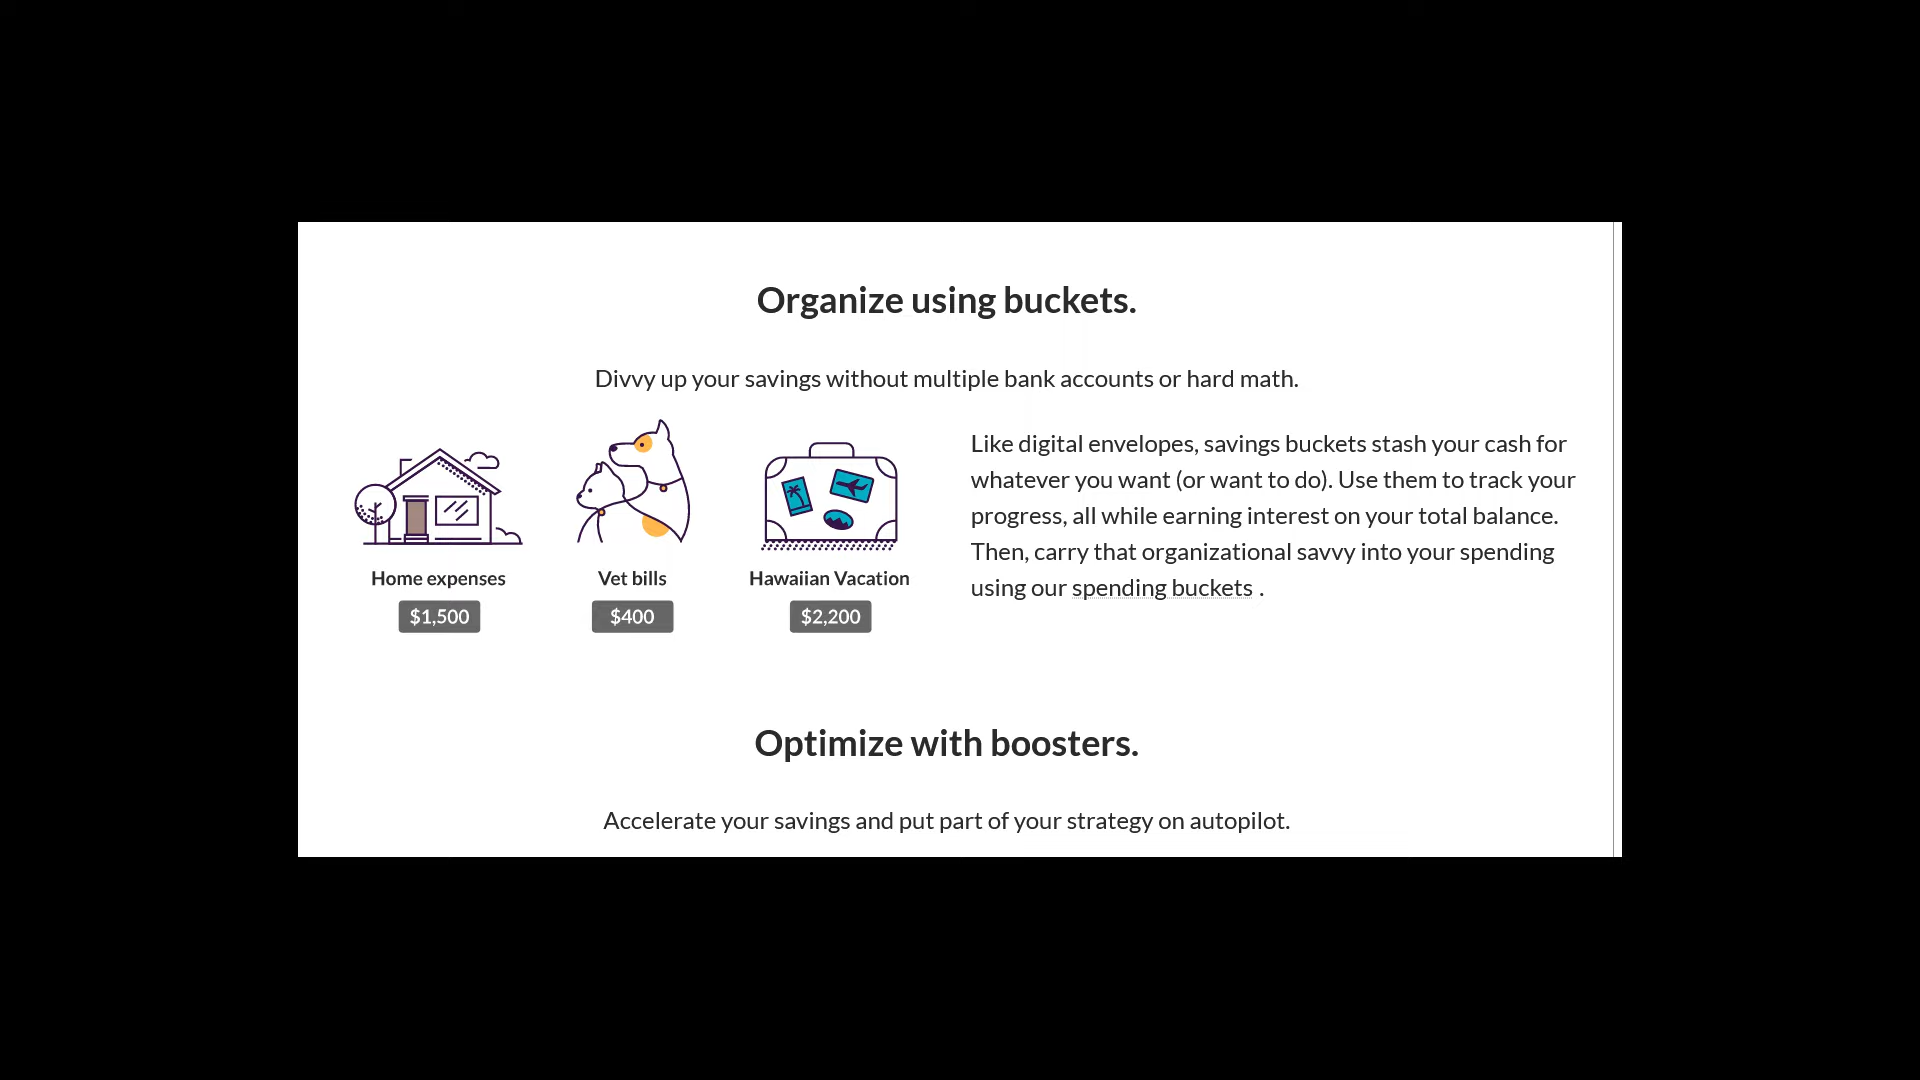 Organize using buckets.
Divvy up your savings without multiple bank accounts or hard math.
Home expenses
$1,500
Vet bills
$400
Hawaiian Vacation
$2,200
Like digital envelopes, savings buckets stash your cash for
whatever you want (or want to do). Use them to track your
progress, all while earning interest on your total balance.
Then, carry that organizational savvy into your spending
using our spending buckets .
Optimize with boosters.
Accelerate your savings and put part of your strategy on autopilot.